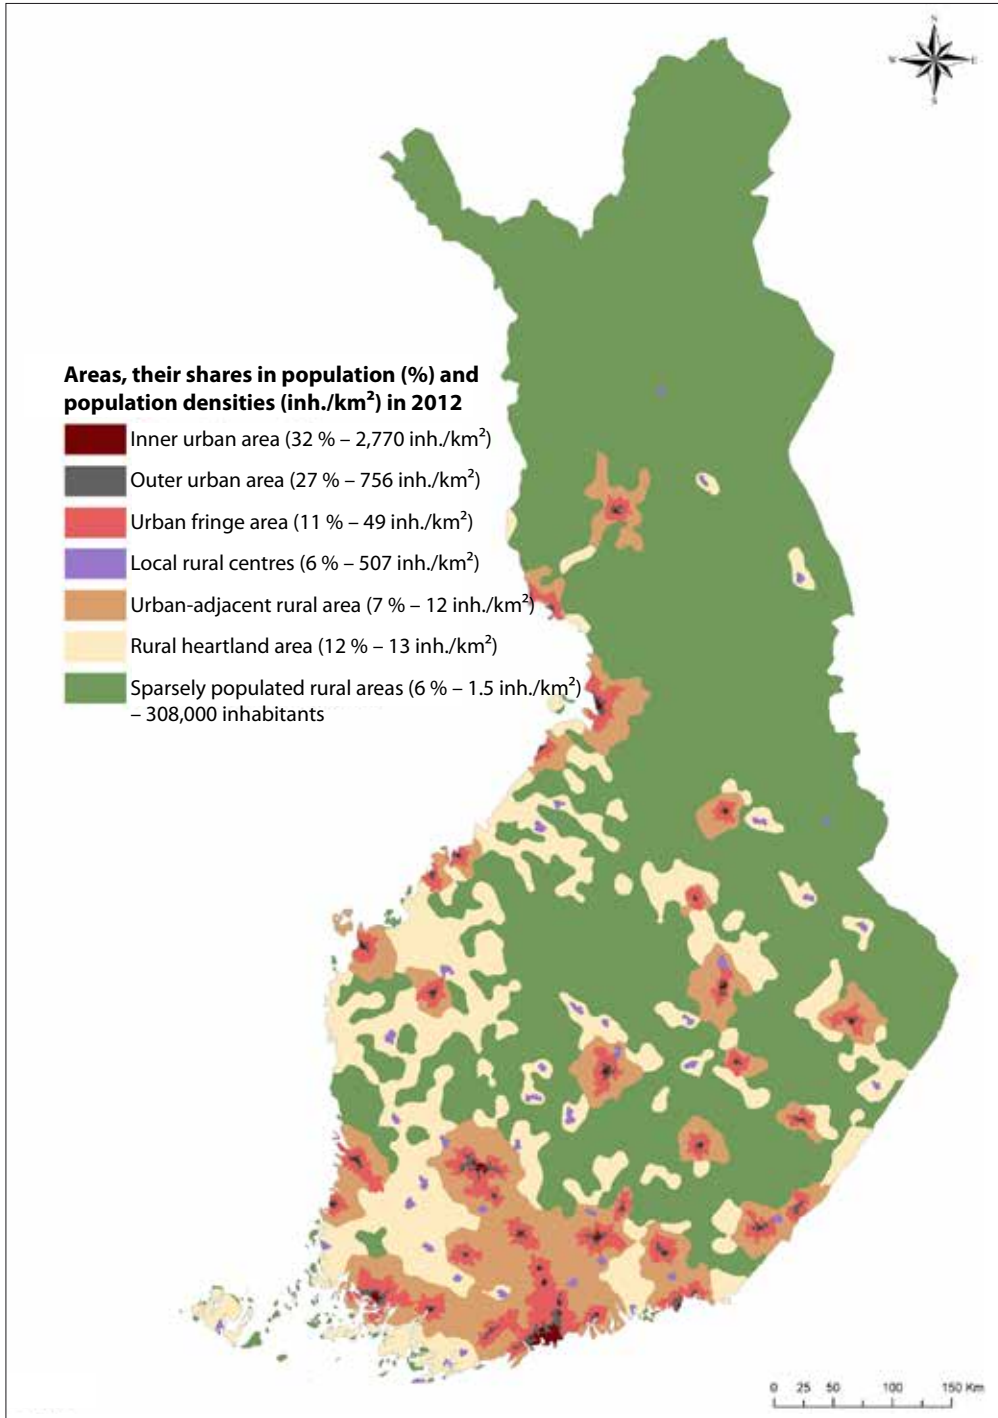 N
W E
S
Areas, their shares in population (%) and
population densities (inh./km²) in 2012
Inner urban area (32 % – 2,770 inh./km²)
Outer urban area (27 % – 756 inh./km²)
Urban fringe area (11 % – 49 inh./km²)
Local rural centres (6 % – 507 inh./km²)
Urban-adjacent rural area (7 % – 12 inh./km²)
Rural heartland area (12 % – 13 inh./km²)
Sparsely populated rural areas (6 % – 1.5 inh./km²)
– 308,000 inhabitants
0 25 50 100 150 Km